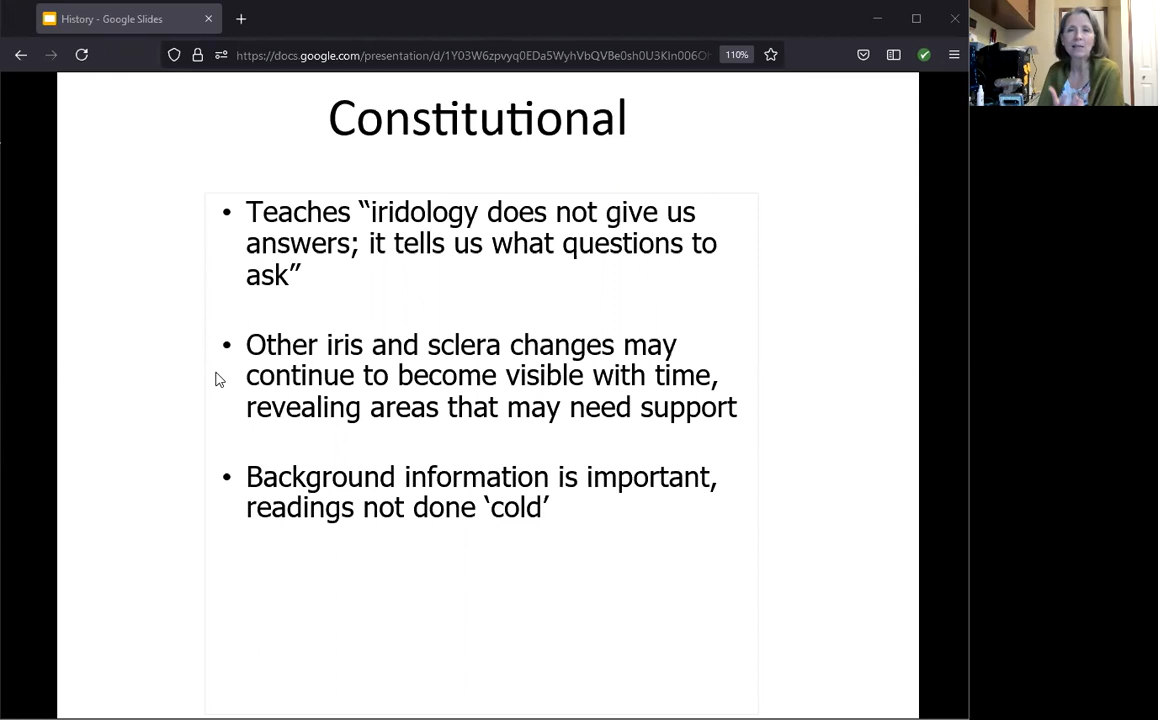 History - Google Slides
https://docs.google.com/presentation/d/1Y03W6zpvyq0EDa5WyhVbQVBe0sh0U3KIn006O
110%
Constitutional
• Teaches “iridology does not give us
answers; it tells us what questions to
ask”
• Other iris and sclera changes may
continue to become visible with time,
revealing areas that may need support
• Background information is important,
readings not done ‘cold’